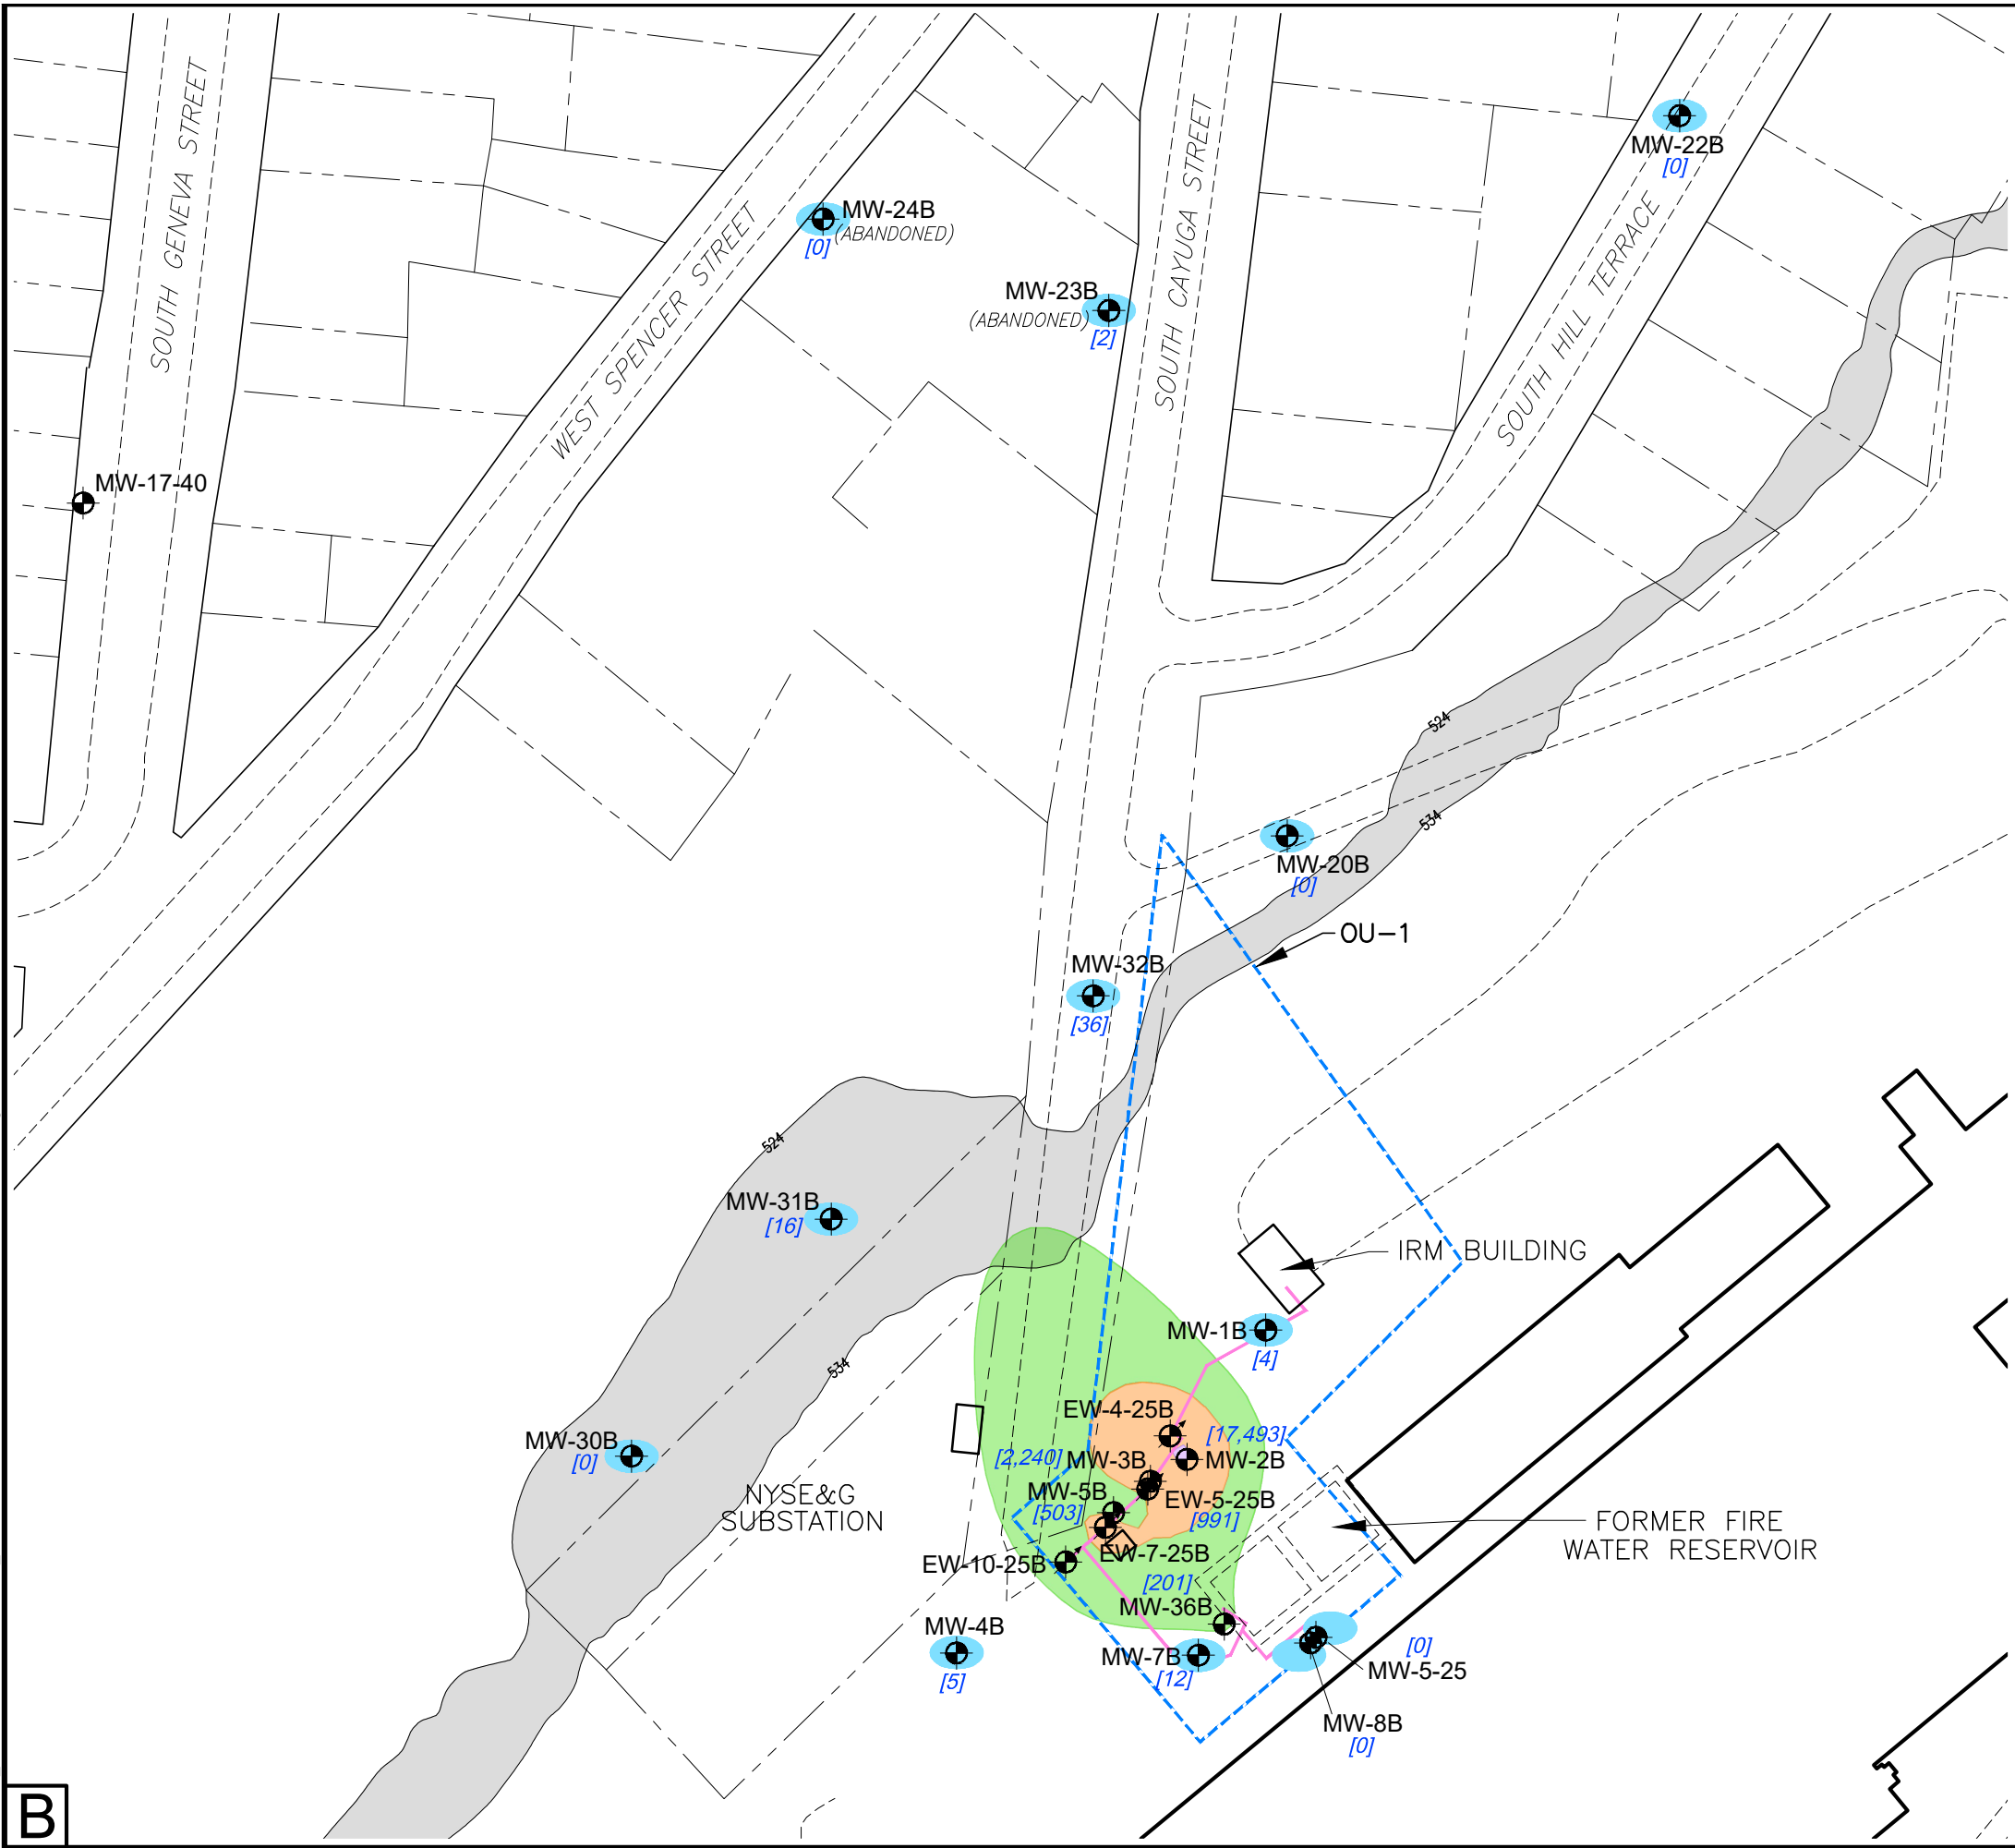 SOUTH GENEVA STREET
WEST SPENCER STREET
SOUTH CAYUGA STREET
SOUTH HILL TERRACE
MW-22B
[0]
MW-24B
(ABANDONED)
[0]
MW-23B
(ABANDONED)
[2]
MW-17-40
524
534
MW-20B
[0]
OU-1
MW-32B
[36]
524
MW-31B
[16]
IRM BUILDING
MW-1B
[4]
534
EW-4-25B
[17,493]
MW-30B
[0]
[2,240]
MW-3B
MW-2B
NYSE&G
SUBSTATION
MW-5B
[503]
EW-5-25B
[991]
FORMER FIRE
WATER RESERVOIR
EW-7-25B
EW-10-25B
[201]
MW-36B
MW-4B
[5]
MW-7B
[12]
[0]
MW-5-25
MW-8B
[0]
B